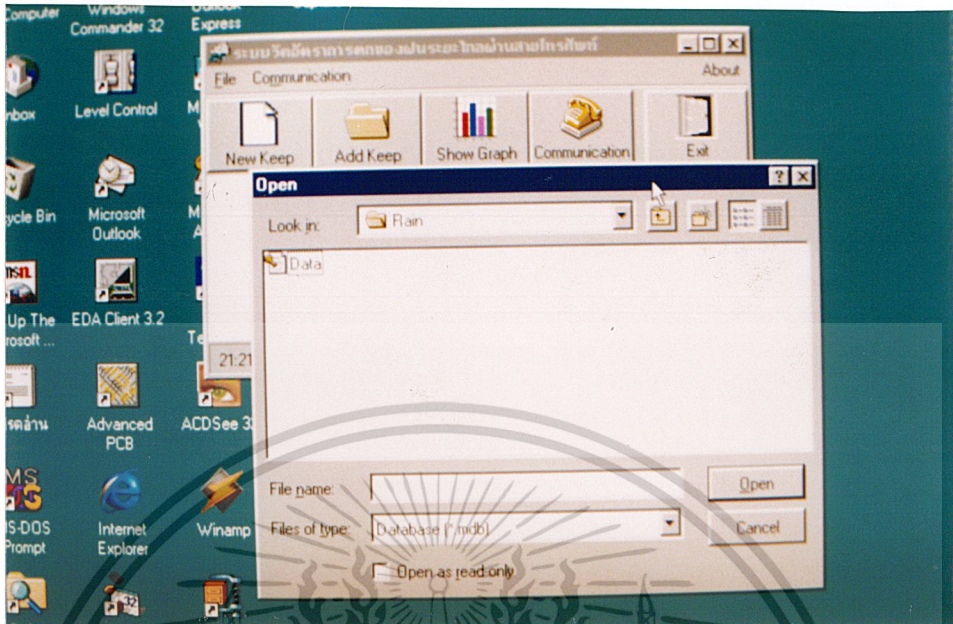 Computer
Windows
Commander 32
Outlook
Express
Inbox
Level Control
Recycle Bin
Microsoft
Outlook
msn
Up The
EDA Client 3.2
Advanced
PCB
ACDSee 3
MS-DOS
Prompt
Internet
Explorer
Winamp
ระบบวัดอัตราการตกของฝนระยะไกลผ่านสายโทรศัพท์
File Communication About
New Keep Add Keep Show Graph Communication Exit
21:21
Open
Look in: Rain
Data
File name: Open
Files of type: Database (*.mdb) Cancel
Open as read-only